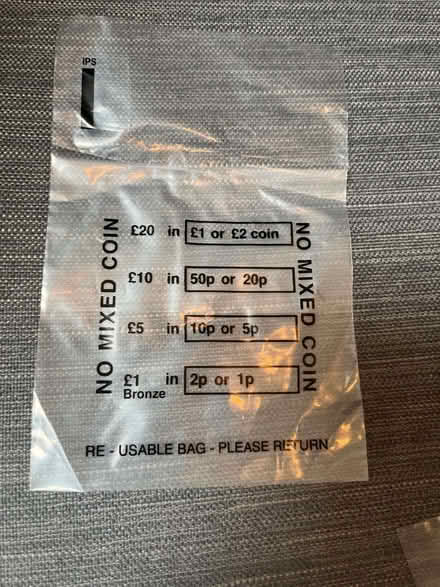 IPS
NO MIXED COIN
£20 in £1 or £2 coin
£10 in 50p or 20p
£5 in 10p or 5p
£1 in 2p or 1p
Bronze
NO MIXED COIN
RE - USABLE BAG - PLEASE RETURN